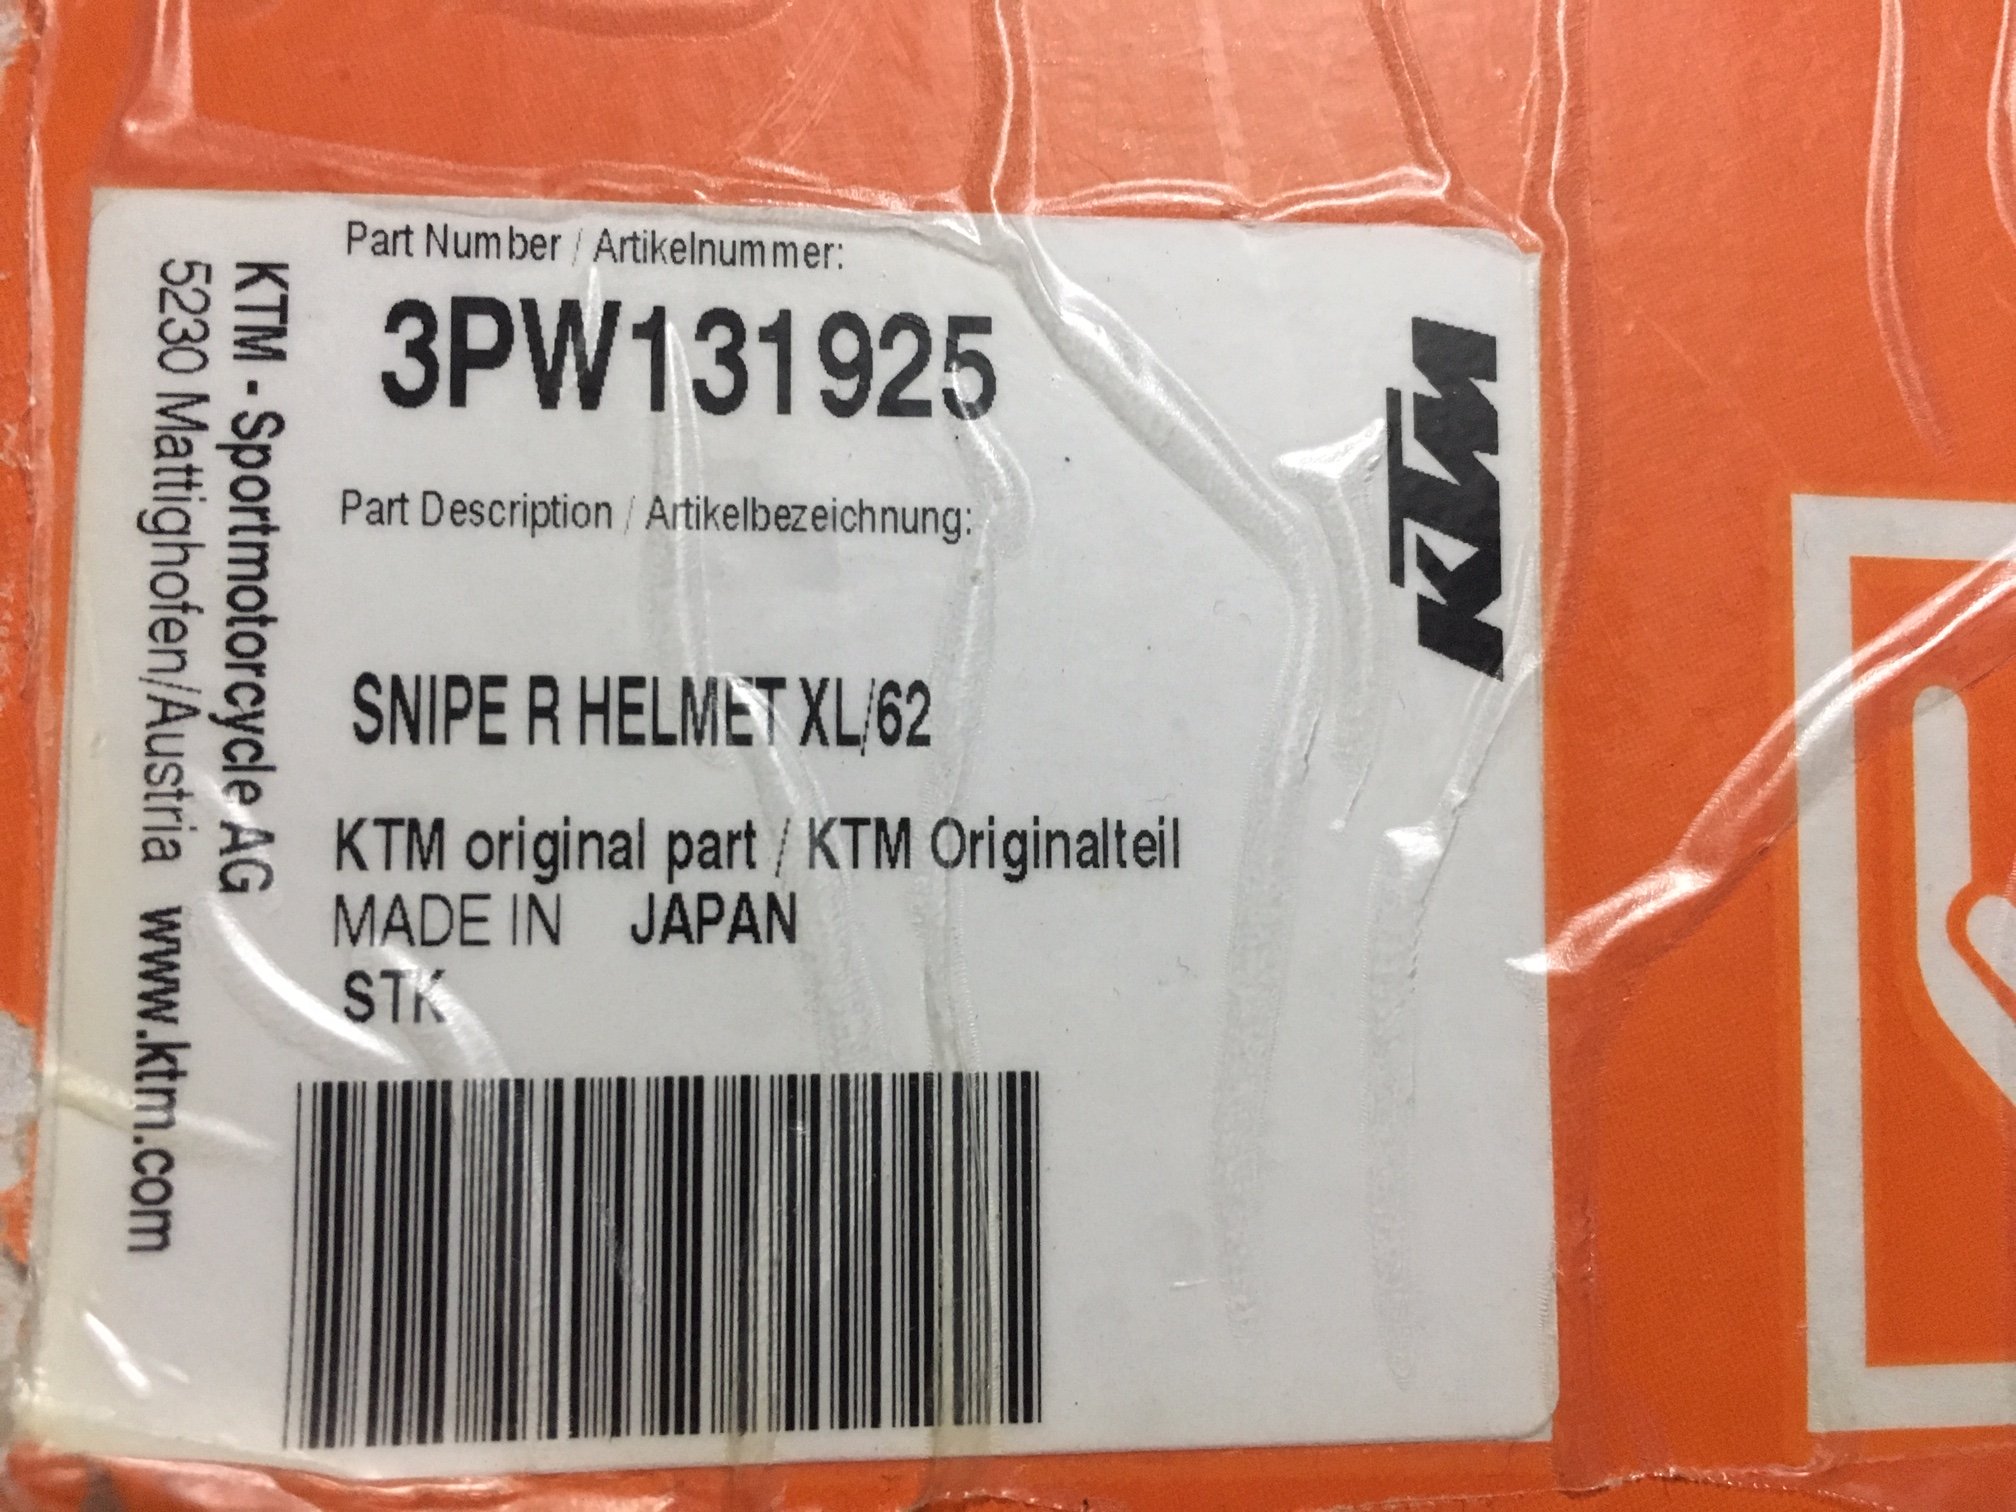 Part Number / Artikelnummer:
3PW131925
Part Description / Artikelbezeichnung:
SNIPE R HELMET XL/62
KTM original part / KTM Originalteil
MADE IN JAPAN
STK
KTM - Sportmotorcycle AG
5230 Mattighofen/Austria www.ktm.com
KTM